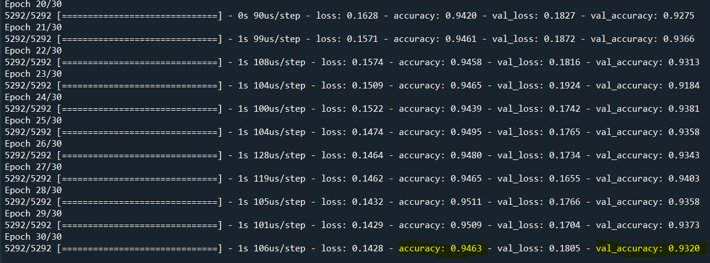 Epoch 20/30
5292/5292 [==============================] - 0s 90us/step - loss: 0.1628 - accuracy: 0.9420 - val_loss: 0.1827 - val_accuracy: 0.9275
Epoch 21/30
5292/5292 [==============================] - 1s 99us/step - loss: 0.1571 - accuracy: 0.9461 - val_loss: 0.1872 - val_accuracy: 0.9366
Epoch 22/30
5292/5292 [==============================] - 1s 108us/step - loss: 0.1574 - accuracy: 0.9458 - val_loss: 0.1816 - val_accuracy: 0.9313
Epoch 23/30
5292/5292 [==============================] - 1s 104us/step - loss: 0.1509 - accuracy: 0.9465 - val_loss: 0.1924 - val_accuracy: 0.9184
Epoch 24/30
5292/5292 [==============================] - 1s 100us/step - loss: 0.1522 - accuracy: 0.9439 - val_loss: 0.1742 - val_accuracy: 0.9381
Epoch 25/30
5292/5292 [==============================] - 1s 104us/step - loss: 0.1474 - accuracy: 0.9495 - val_loss: 0.1765 - val_accuracy: 0.9358
Epoch 26/30
5292/5292 [==============================] - 1s 128us/step - loss: 0.1464 - accuracy: 0.9480 - val_loss: 0.1734 - val_accuracy: 0.9343
Epoch 27/30
5292/5292 [==============================] - 1s 119us/step - loss: 0.1462 - accuracy: 0.9465 - val_loss: 0.1655 - val_accuracy: 0.9403
Epoch 28/30
5292/5292 [==============================] - 1s 105us/step - loss: 0.1432 - accuracy: 0.9511 - val_loss: 0.1766 - val_accuracy: 0.9358
Epoch 29/30
5292/5292 [==============================] - 1s 101us/step - loss: 0.1429 - accuracy: 0.9509 - val_loss: 0.1704 - val_accuracy: 0.9373
Epoch 30/30
5292/5292 [==============================] - 1s 106us/step - loss: 0.1428 - accuracy: 0.9463 - val_loss: 0.1805 - val_accuracy: 0.9320